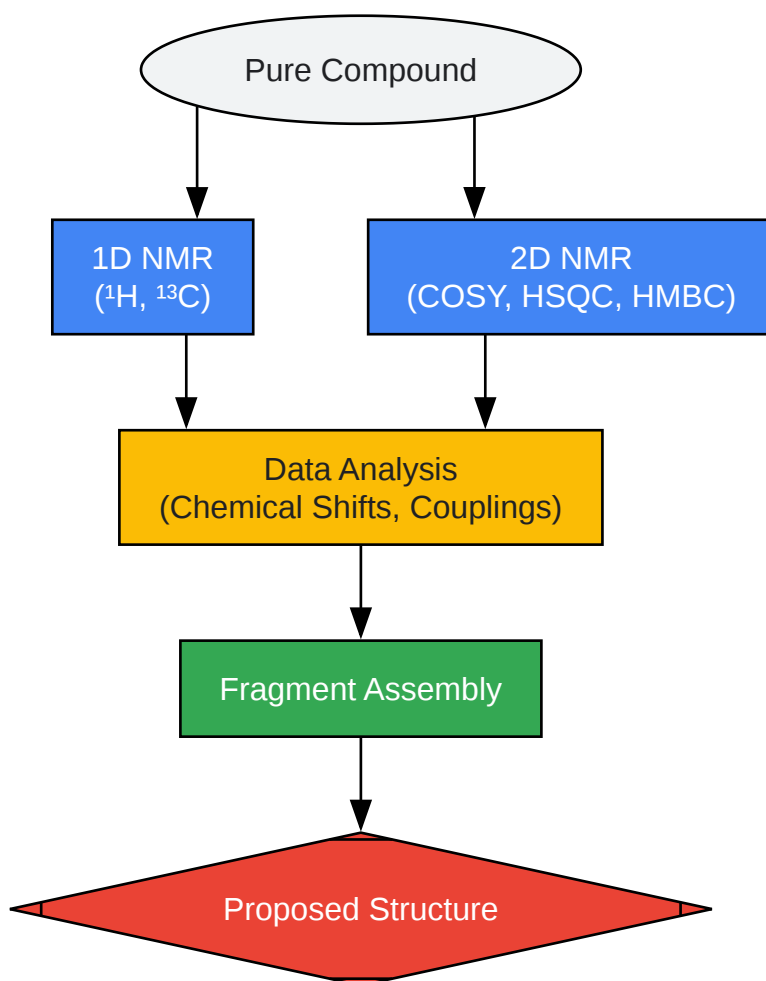 Pure Compound
1D NMR
(¹H, ¹³C)
2D NMR
(COSY, HSQC, HMBC)
Data Analysis
(Chemical Shifts, Couplings)
Fragment Assembly
Proposed Structure